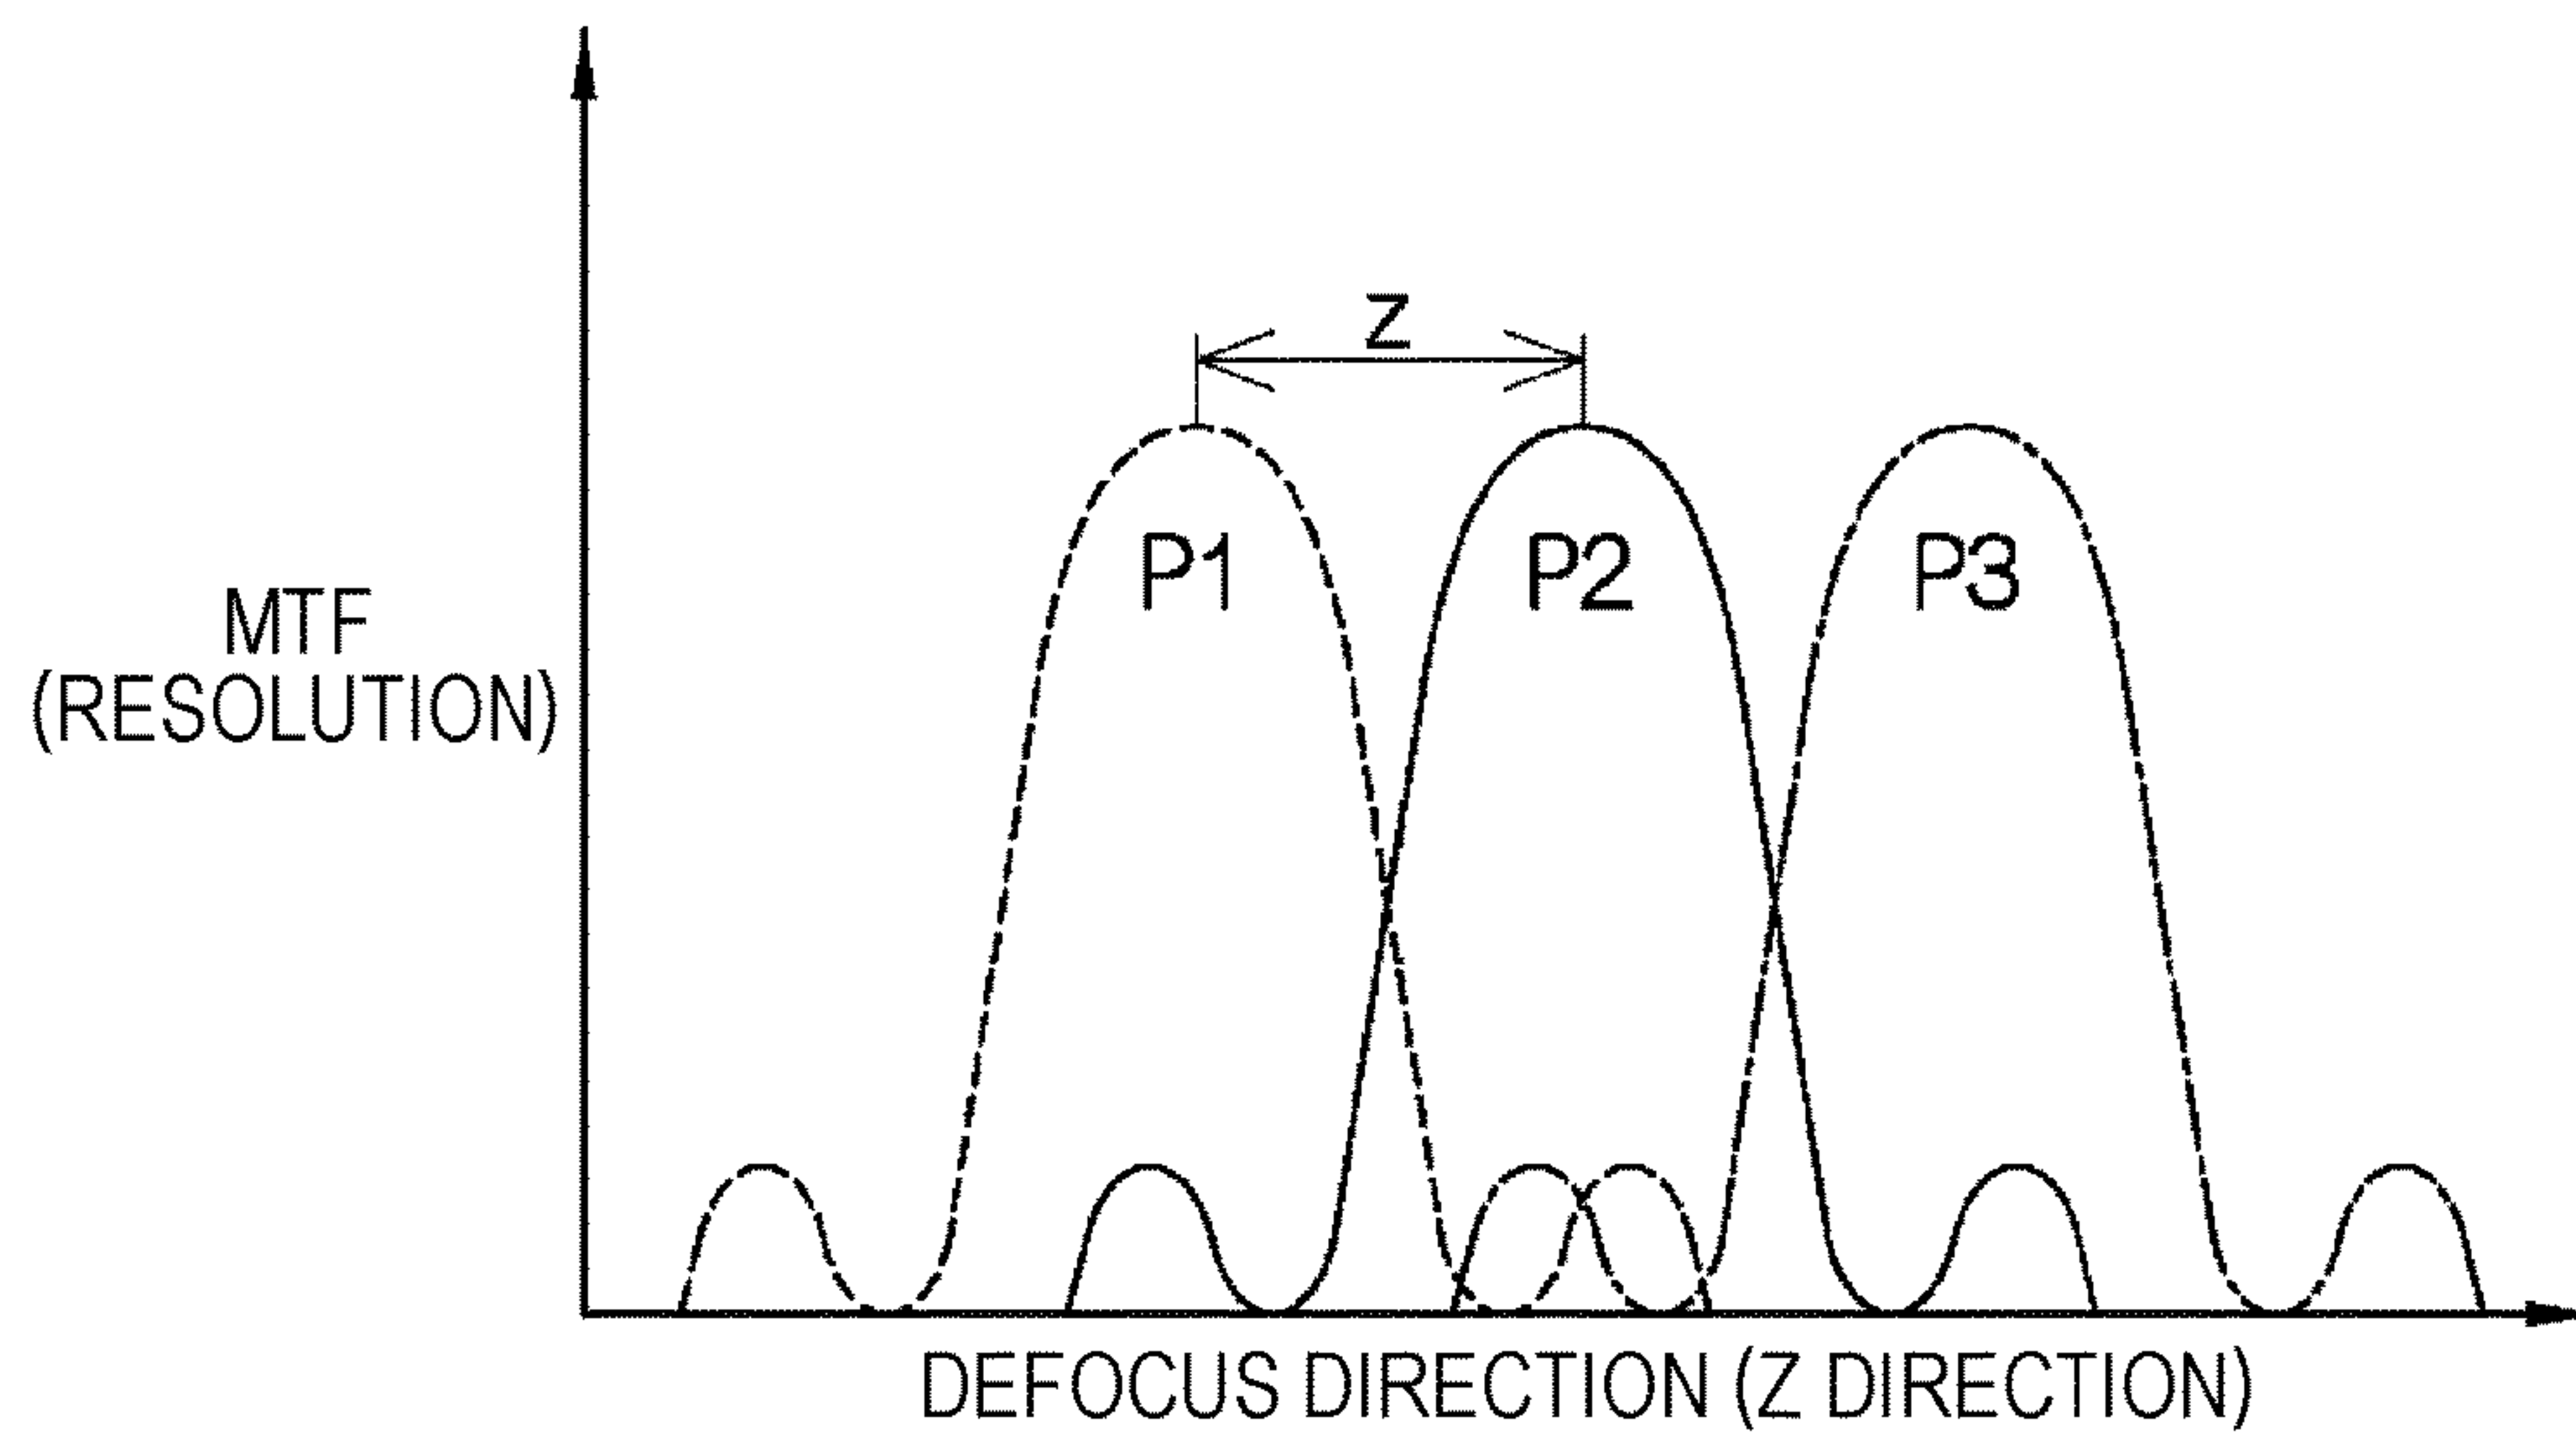 Z
P1 P2 P3
MTF
(RESOLUTION)
DEFOCUS DIRECTION (Z DIRECTION)